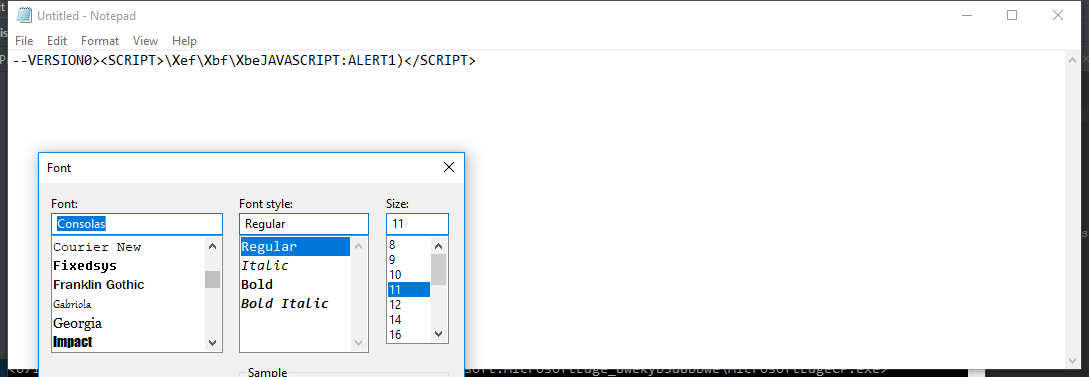 Untitled - Notepad
File Edit Format View Help
--VERSION0><SCRIPT>\Xef\Xbf\XbeJAVASCRIPT:ALERT1)</SCRIPT>
Font
Font: Font style: Size:
Consolas Regular 11
Courier New Regular 8
Fixedsys Italic 9
Franklin Gothic Bold 10
Gabriola Bold Italic 11
Georgia 12
Impact 14
16
Sample